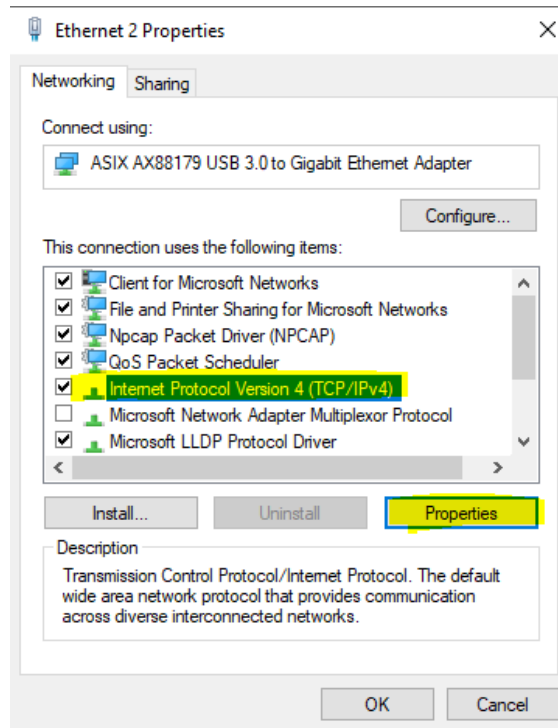 Ethernet 2 Properties
Networking Sharing
Connect using:
ASIX AX88179 USB 3.0 to Gigabit Ethernet Adapter
Configure...
This connection uses the following items:
Client for Microsoft Networks
File and Printer Sharing for Microsoft Networks
Npcap Packet Driver (NPCAP)
QoS Packet Scheduler
Internet Protocol Version 4 (TCP/IPv4)
Microsoft Network Adapter Multiplexor Protocol
Microsoft LLDP Protocol Driver
Install... Uninstall Properties
Description
Transmission Control Protocol/Internet Protocol. The default
wide area network protocol that provides communication
across diverse interconnected networks.
OK Cancel